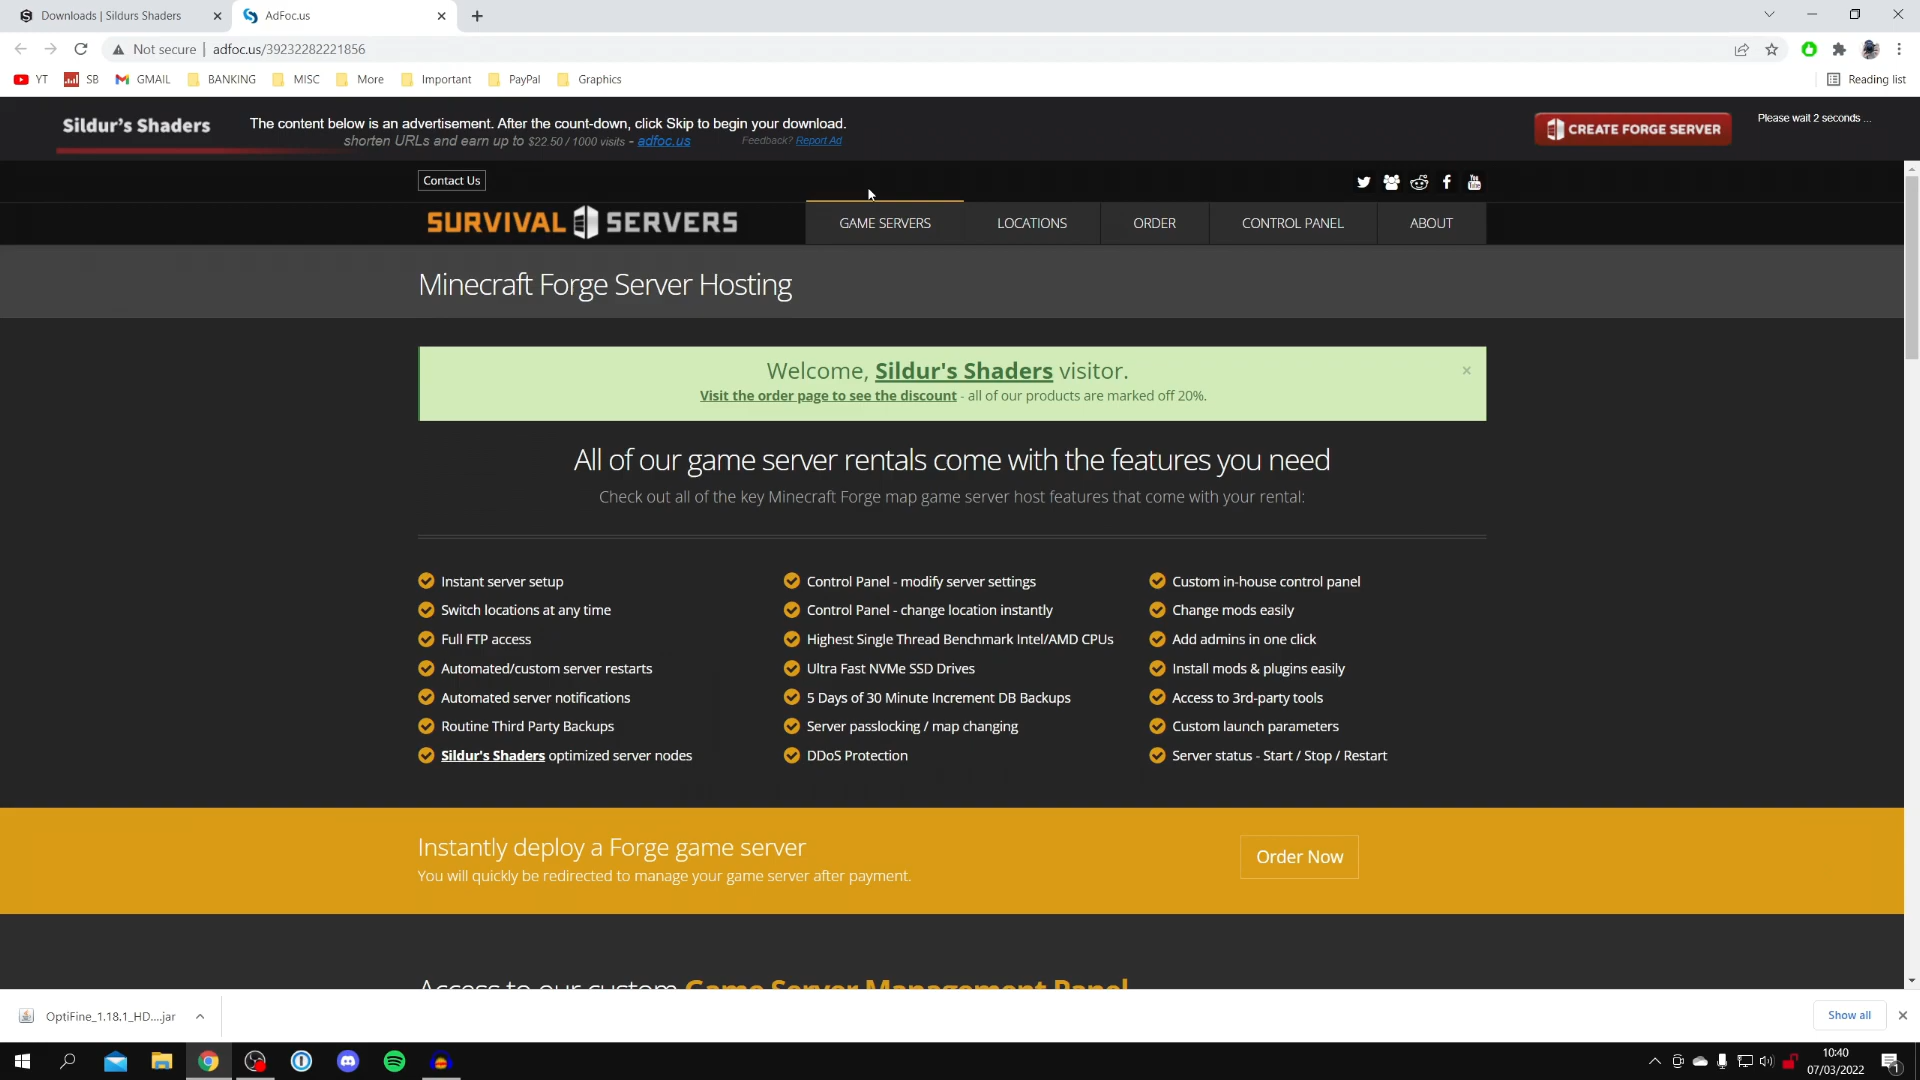 Downloads | Sildurs Shaders
AdFoc.us
Not secure | adfoc.us/39232282221856
YT
SB
GMAIL
BANKING
MISC
More
Important
PayPal
Graphics
Reading list
Sildur's Shaders
The content below is an advertisement. After the count-down, click Skip to begin your download.
shorten URLs and earn up to $22.50 / 1000 visits - adfoc.us
Feedback? Report Ad
CREATE FORGE SERVER
Please wait 2 seconds ...
Contact Us
SURVIVAL SERVERS
GAME SERVERS
LOCATIONS
ORDER
CONTROL PANEL
ABOUT
Minecraft Forge Server Hosting
Welcome, Sildur's Shaders visitor.
×
Visit the order page to see the discount - all of our products are marked off 20%.
All of our game server rentals come with the features you need
Check out all of the key Minecraft Forge map game server host features that come with your rental:
Instant server setup
Switch locations at any time
Full FTP access
Automated/custom server restarts
Automated server notifications
Routine Third Party Backups
Sildur's Shaders optimized server nodes
Control Panel - modify server settings
Control Panel - change location instantly
Highest Single Thread Benchmark Intel/AMD CPUs
Ultra Fast NVMe SSD Drives
5 Days of 30 Minute Increment DB Backups
Server passlocking / map changing
DDoS Protection
Custom in-house control panel
Change mods easily
Add admins in one click
Install mods & plugins easily
Access to 3rd-party tools
Custom launch parameters
Server status - Start / Stop / Restart
Instantly deploy a Forge game server
You will quickly be redirected to manage your game server after payment.
Order Now
Access to our custom Game Server Management Panel
OptiFine_1.18.1_HD....jar
Show all
10:40
07/03/2022
1